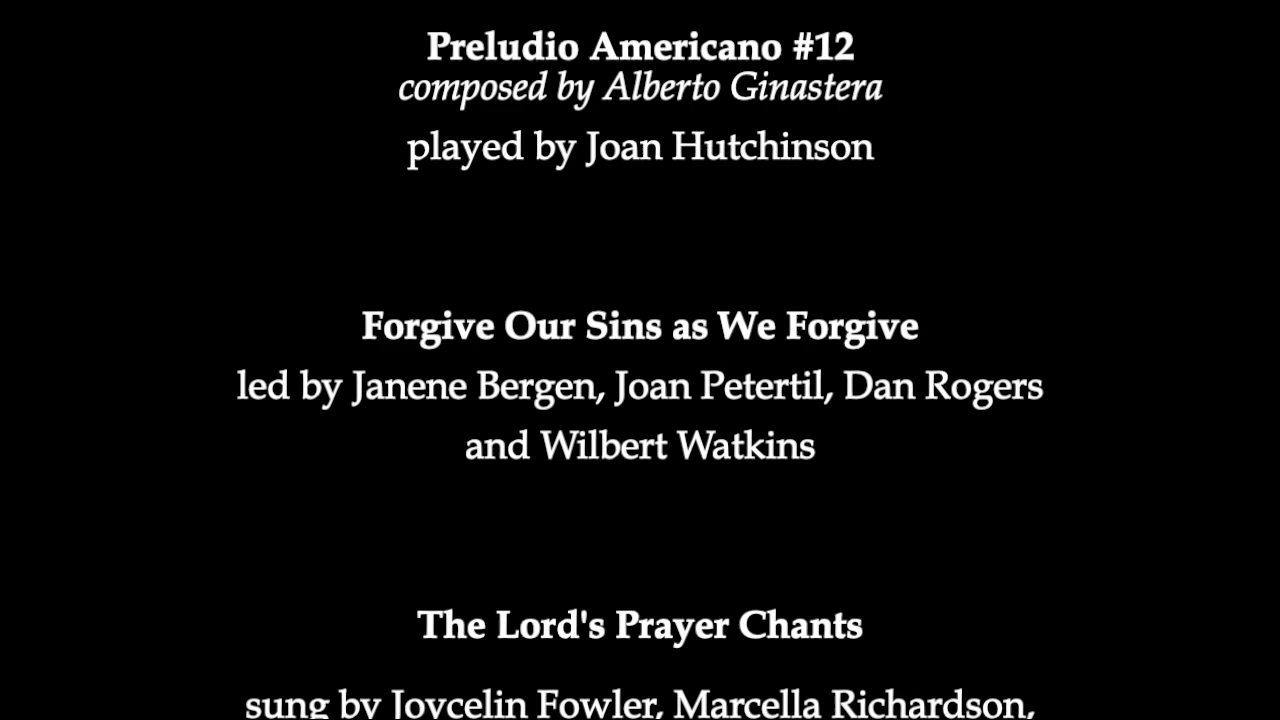 Preludio Americano #12
composed by Alberto Ginastera
played by Joan Hutchinson
Forgive Our Sins as We Forgive
led by Janene Bergen, Joan Petertil, Dan Rogers
and Wilbert Watkins
The Lord's Prayer Chants
sung by Joycelin Fowler, Marcella Richardson,